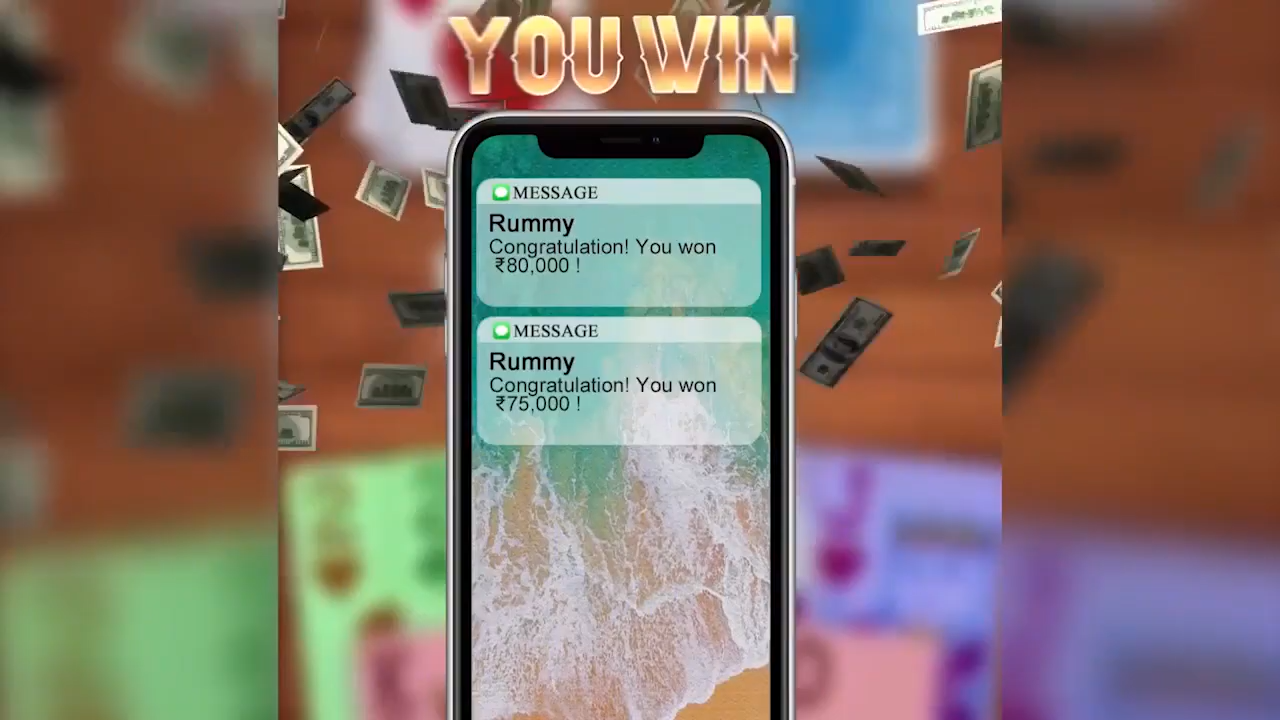 YOU WIN
MESSAGE
Rummy
Congratulation! You won
₹80,000 !
MESSAGE
Rummy
Congratulation! You won
₹75,000 !